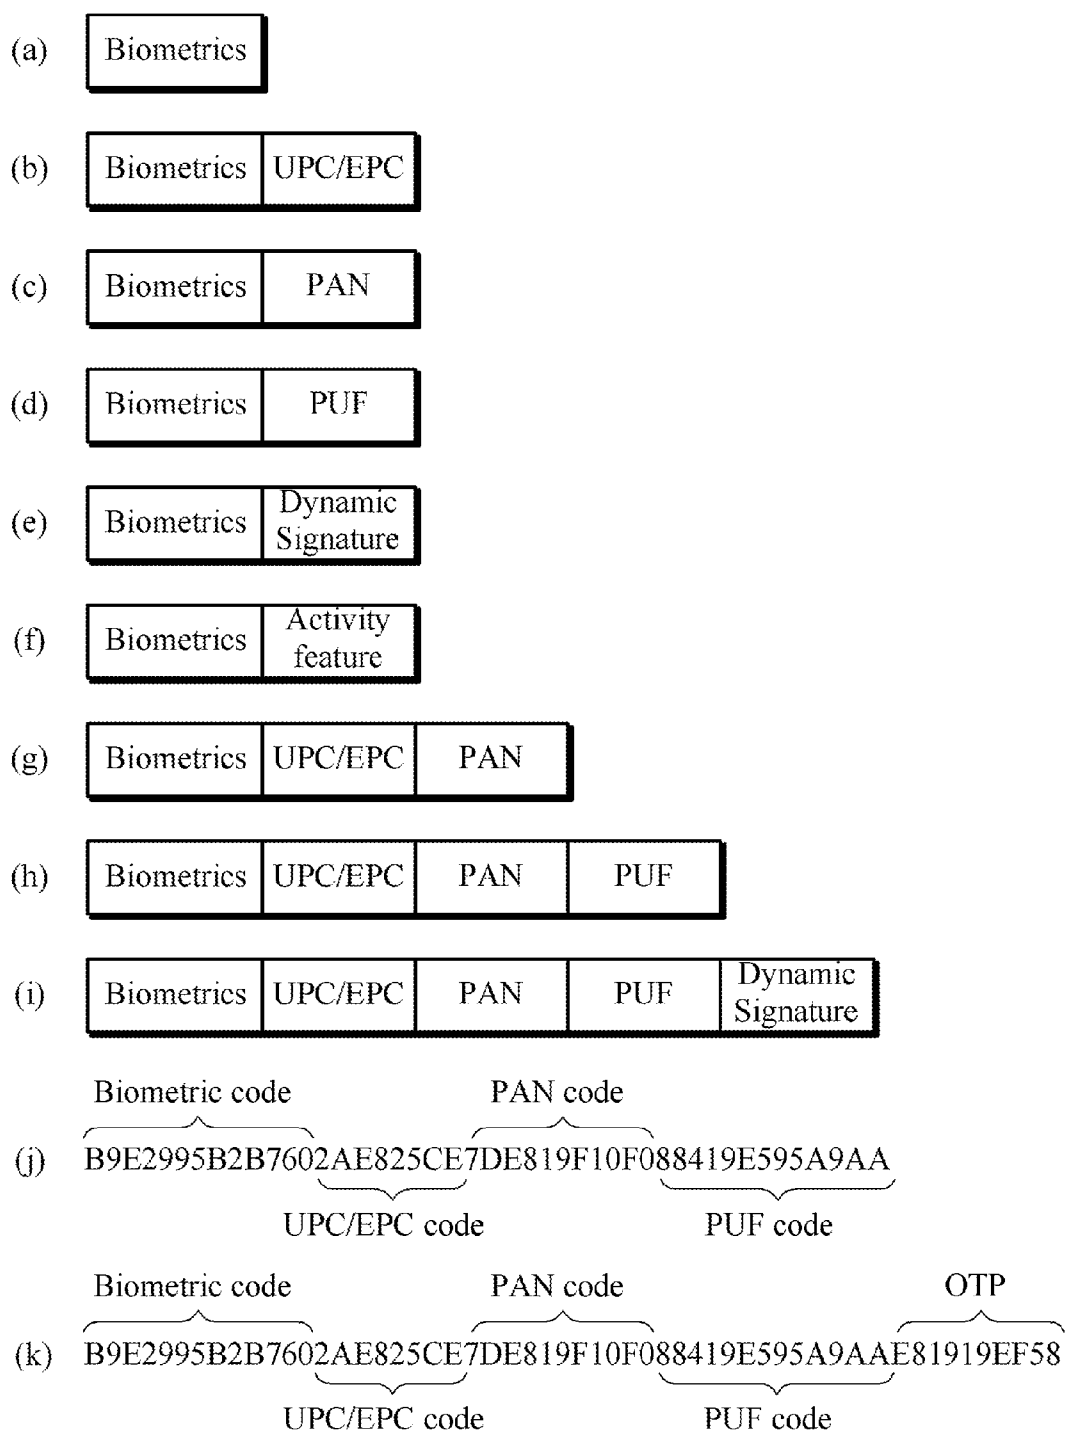 (a) Biometrics
(b) Biometrics UPC/EPC
(c) Biometrics PAN
(d) Biometrics PUF
(e) Biometrics Dynamic
Signature
(f) Biometrics Activity
feature
(g) Biometrics UPC/EPC PAN
(h) Biometrics UPC/EPC PAN PUF
(i) Biometrics UPC/EPC PAN PUF Dynamic
Signature
Biometric code PAN code
(j) B9E2995B2B7602AE825CE7DE819F10F088419E595A9AA
UPC/EPC code PUF code
Biometric code PAN code OTP
(k) B9E2995B2B7602AE825CE7DE819F10F088419E595A9AAE81919EF58
UPC/EPC code PUF code